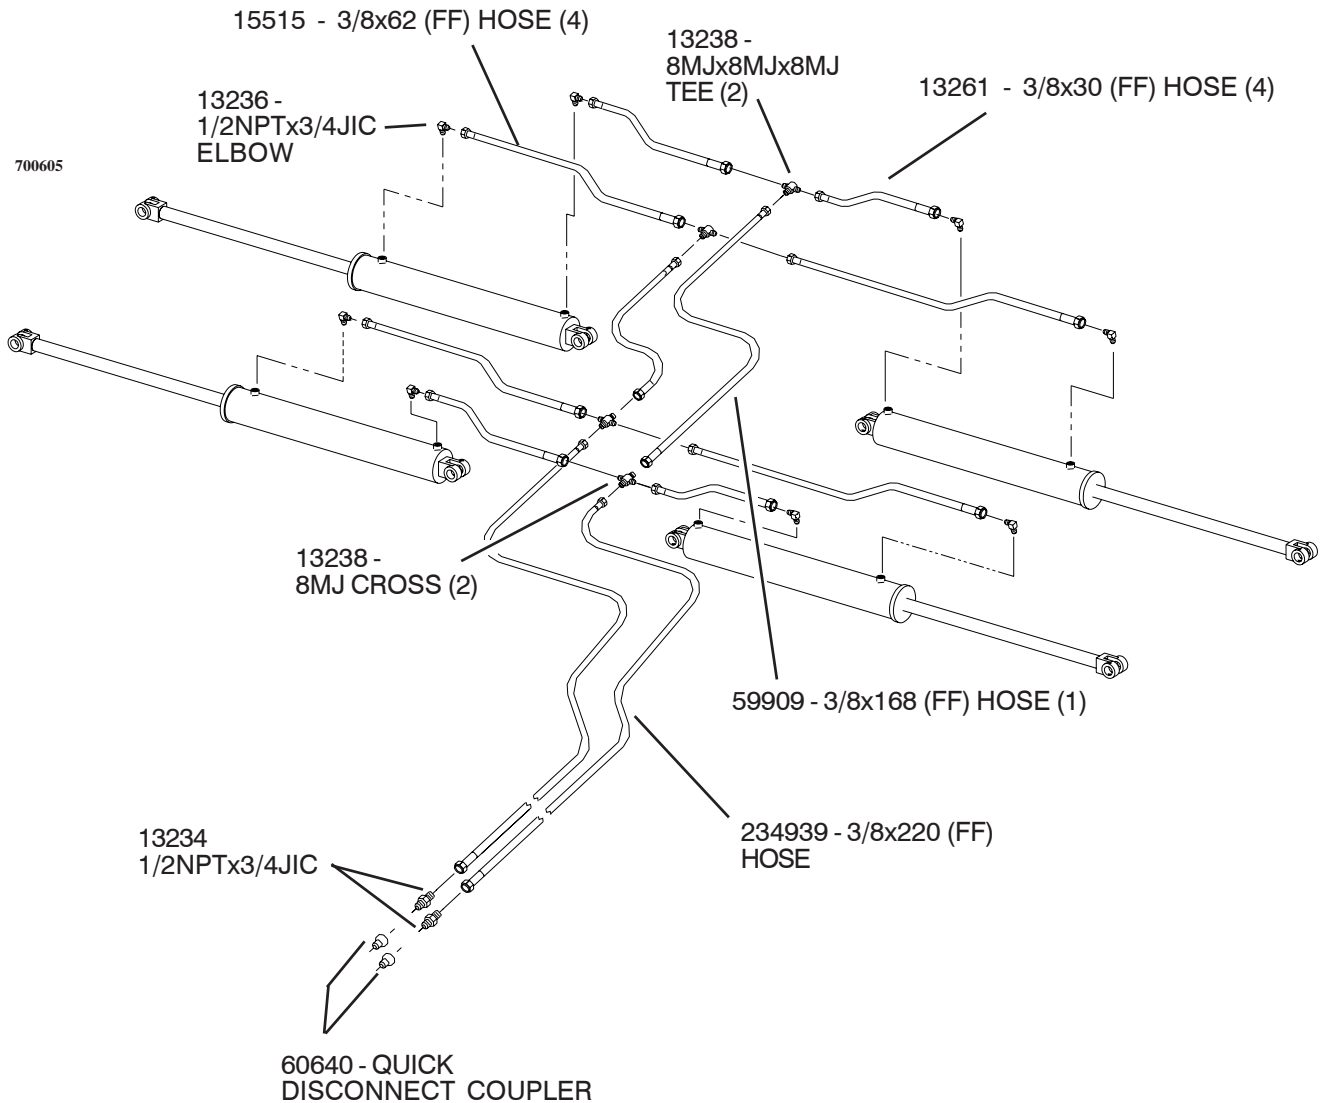 15515 - 3/8x62 (FF) HOSE (4)
13238 -
8MJx8MJx8MJ
TEE (2)
13261 - 3/8x30 (FF) HOSE (4)
13236 -
1/2NPTx3/4JIC
ELBOW
700605
13238 -
8MJ CROSS (2)
59909 - 3/8x168 (FF) HOSE (1)
234939 - 3/8x220 (FF)
HOSE
13234
1/2NPTx3/4JIC
60640 - QUICK
DISCONNECT COUPLER